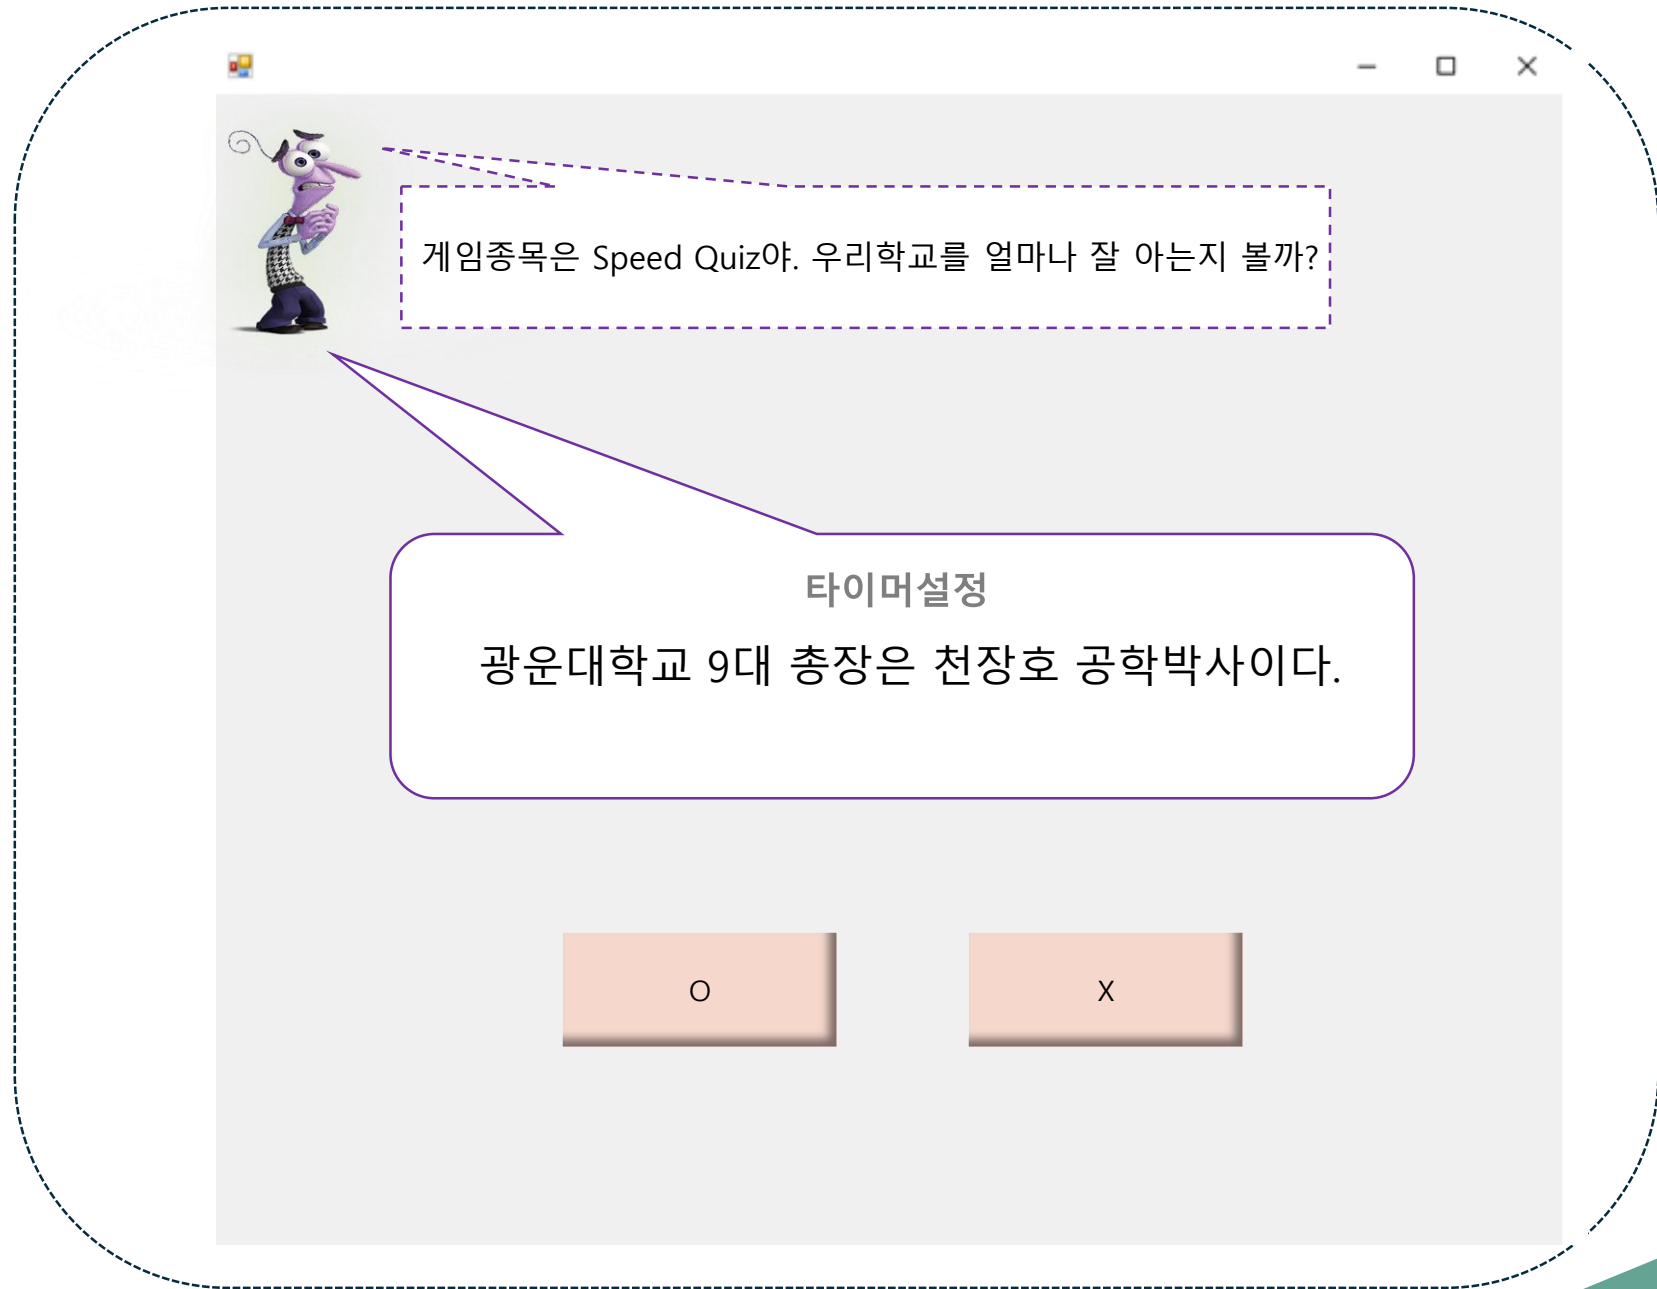 게임종목은 Speed Quiz야. 우리학교를 얼마나 잘 아는지 볼까?
타이머설정
광운대학교 9대 총장은 천장호 공학박사이다.
O
X